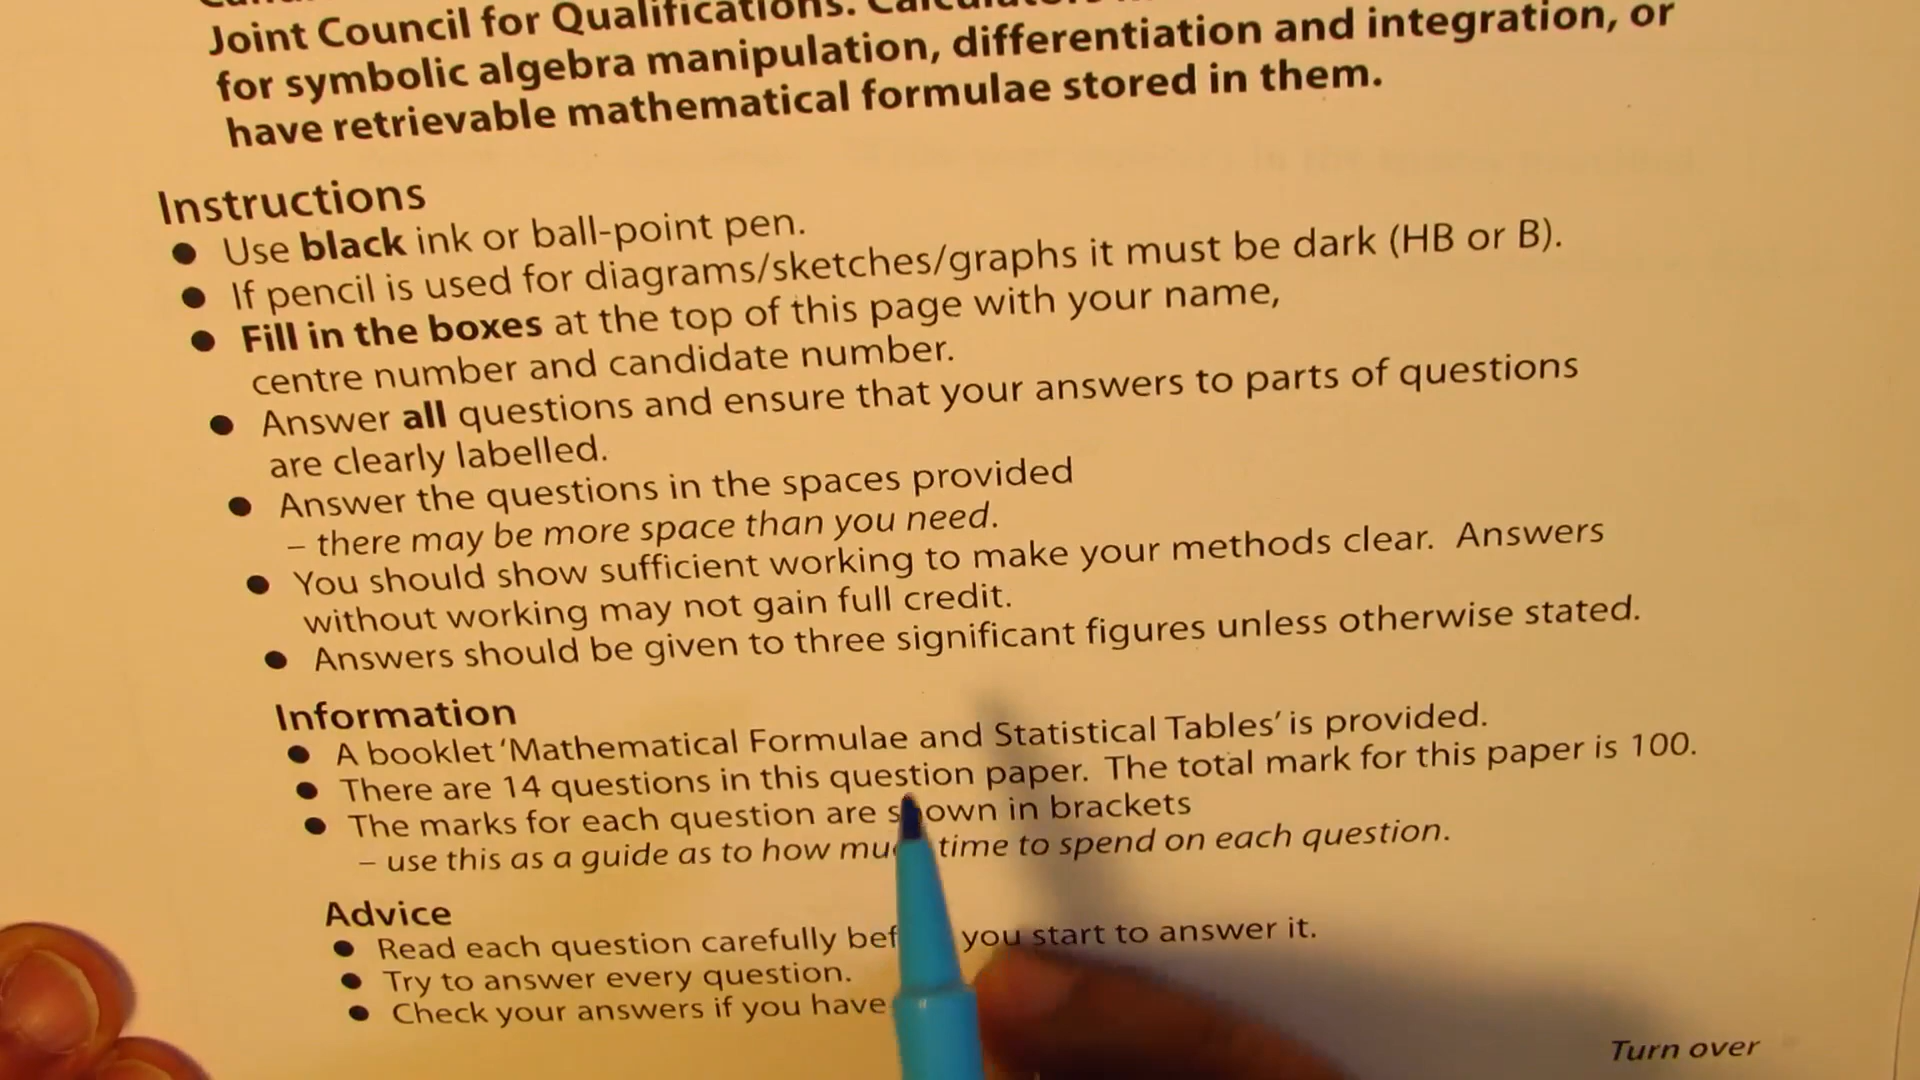 Joint Council for Qualifications.
for symbolic algebra manipulation, differentiation and integration, or
have retrievable mathematical formulae stored in them.
Instructions
● Use black ink or ball-point pen.
● If pencil is used for diagrams/sketches/graphs it must be dark (HB or B).
● Fill in the boxes at the top of this page with your name,
centre number and candidate number.
● Answer all questions and ensure that your answers to parts of questions
are clearly labelled.
● Answer the questions in the spaces provided
– there may be more space than you need.
● You should show sufficient working to make your methods clear. Answers
without working may not gain full credit.
● Answers should be given to three significant figures unless otherwise stated.
Information
● A booklet ‘Mathematical Formulae and Statistical Tables’ is provided.
● There are 14 questions in this question paper. The total mark for this paper is 100.
● The marks for each question are shown in brackets
– use this as a guide as to how much time to spend on each question.
Advice
● Read each question carefully before you start to answer it.
● Try to answer every question.
● Check your answers if you have
Turn over